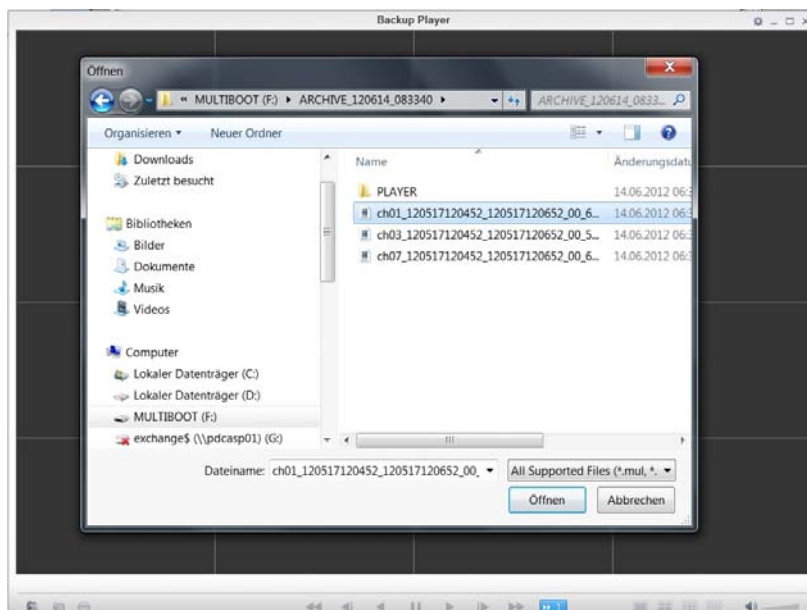 Backup Player
Öffnen
« MULTIBOOT (F:) ▸ ARCHIVE_120614_083340 ▸
ARCHIVE_120614_0833...
Organisieren
Neuer Ordner
Downloads
Zuletzt besucht
Bibliotheken
Bilder
Dokumente
Musik
Videos
Computer
Lokaler Datenträger (C:)
Lokaler Datenträger (D:)
MULTIBOOT (F:)
exchange$ (\\pdcasp01) (G:)
Name
Änderungsdatu
PLAYER
14.06.2012 06:3
ch01_120517120452_120517120652_00_6...
14.06.2012 06:3
ch03_120517120452_120517120652_00_5...
14.06.2012 06:3
ch07_120517120452_120517120652_00_6...
14.06.2012 06:3
Dateiname: ch01_120517120452_120517120652_00_
All Supported Files (*.mul, *.
Öffnen
Abbrechen